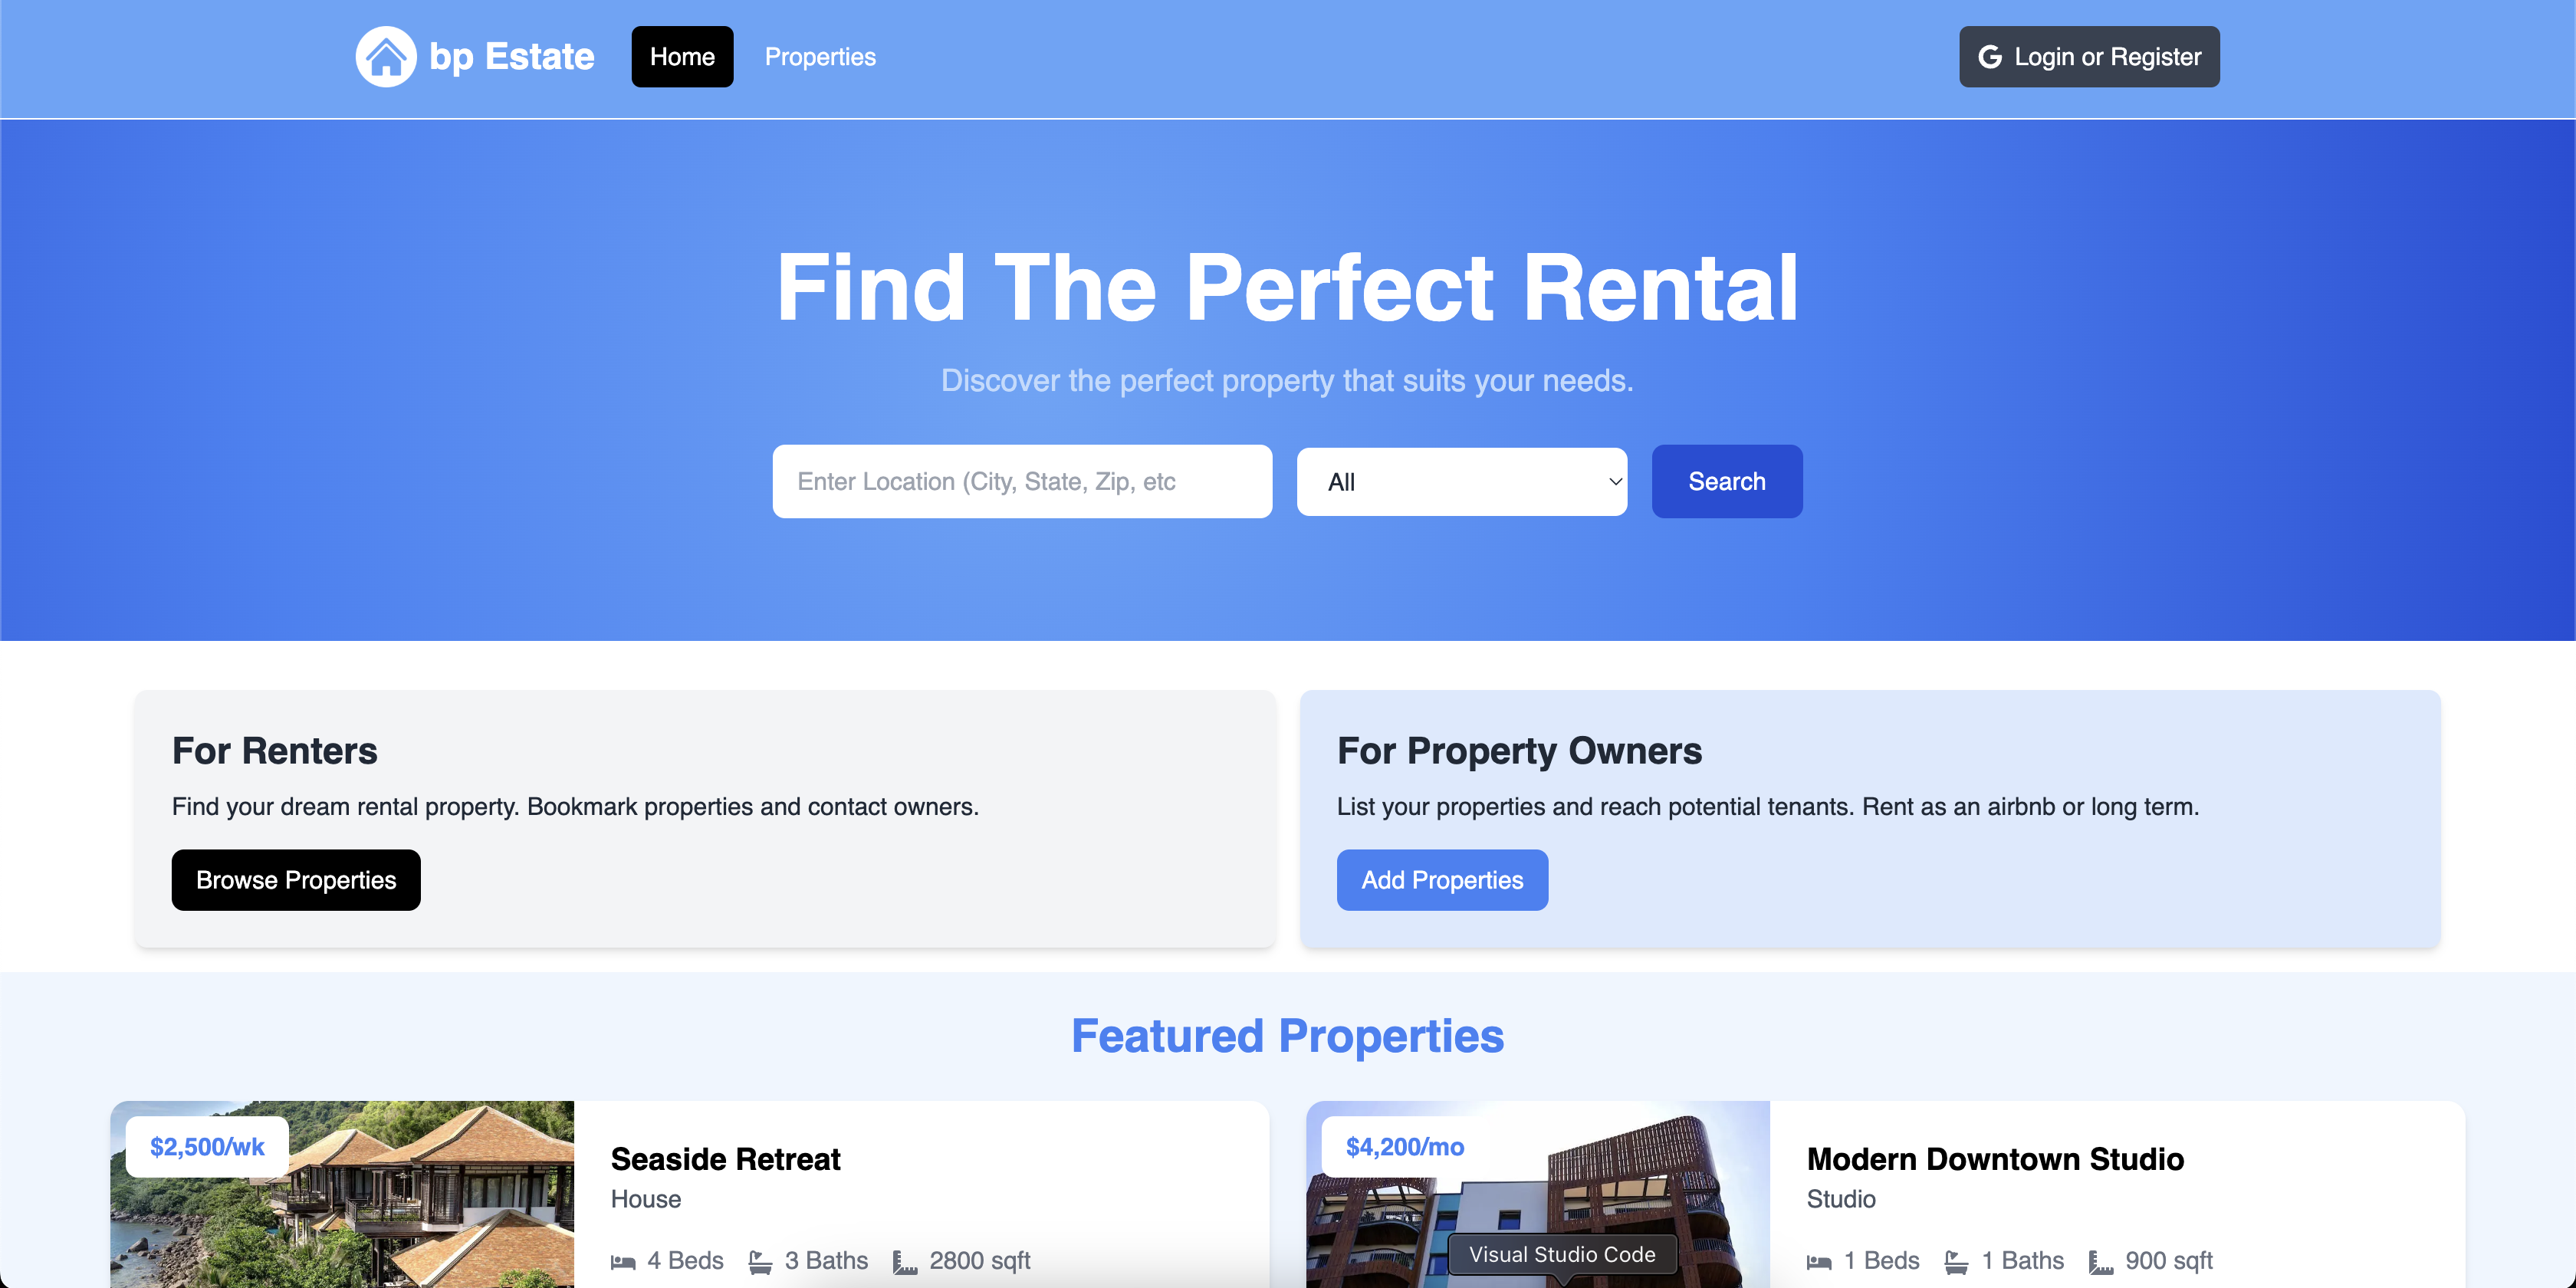 bp Estate
Home
Properties
Login or Register
Find The Perfect Rental
Discover the perfect property that suits your needs.
Enter Location (City, State, Zip, etc
All
Search
For Renters
Find your dream rental property. Bookmark properties and contact owners.
Browse Properties
For Property Owners
List your properties and reach potential tenants. Rent as an airbnb or long term.
Add Properties
Featured Properties
$2,500/wk
Seaside Retreat
House
4 Beds
3 Baths
2800 sqft
$4,200/mo
Modern Downtown Studio
Studio
1 Beds
1 Baths
900 sqft
Visual Studio Code